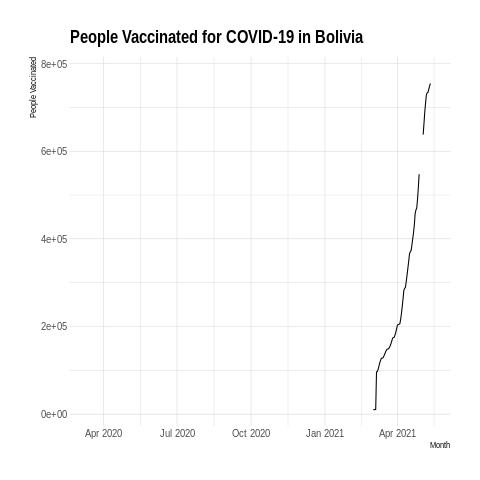 People Vaccinated for COVID-19 in Bolivia
People Vaccinated
8e+05
6e+05
4e+05
2e+05
0e+00
Apr 2020 Jul 2020 Oct 2020 Jan 2021 Apr 2021
Month